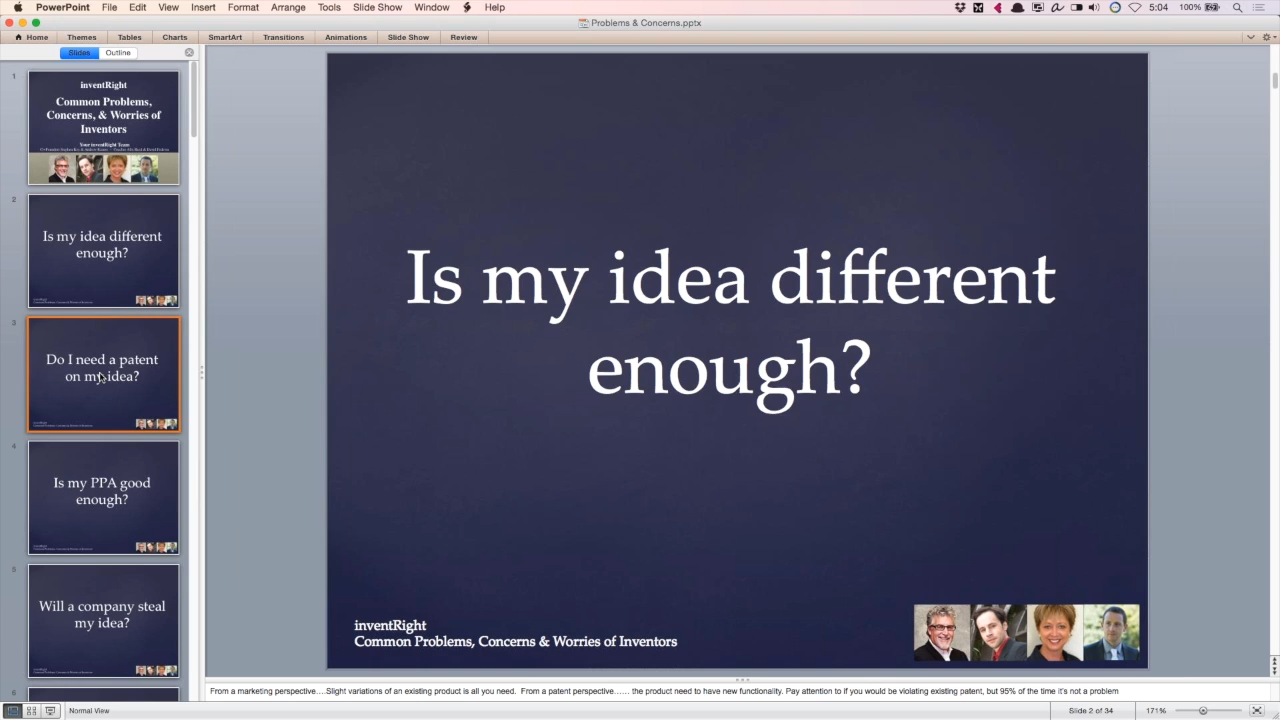 PowerPoint File Edit View Insert Format Arrange Tools Slide Show Window Help 5:04 100%
Problems & Concerns.pptx
Home Themes Tables Charts SmartArt Transitions Animations Slide Show Review
Slides Outline
1
inventRight
Common Problems,
Concerns, & Worries of
Inventors
Your inventRight Team
2
Is my idea different
enough?
3
Do I need a patent
on my idea?
4
Is my PPA good
enough?
5
Will a company steal
my idea?
6
Is my idea different
enough?
inventRight
Common Problems, Concerns & Worries of Inventors
From a marketing perspective….Slight variations of an existing product is all you need. From a patent perspective…… the product need to have new functionality. Pay attention to if you would be violating existing patent, but 95% of the time it's not a problem
Normal View Slide 2 of 34 171%